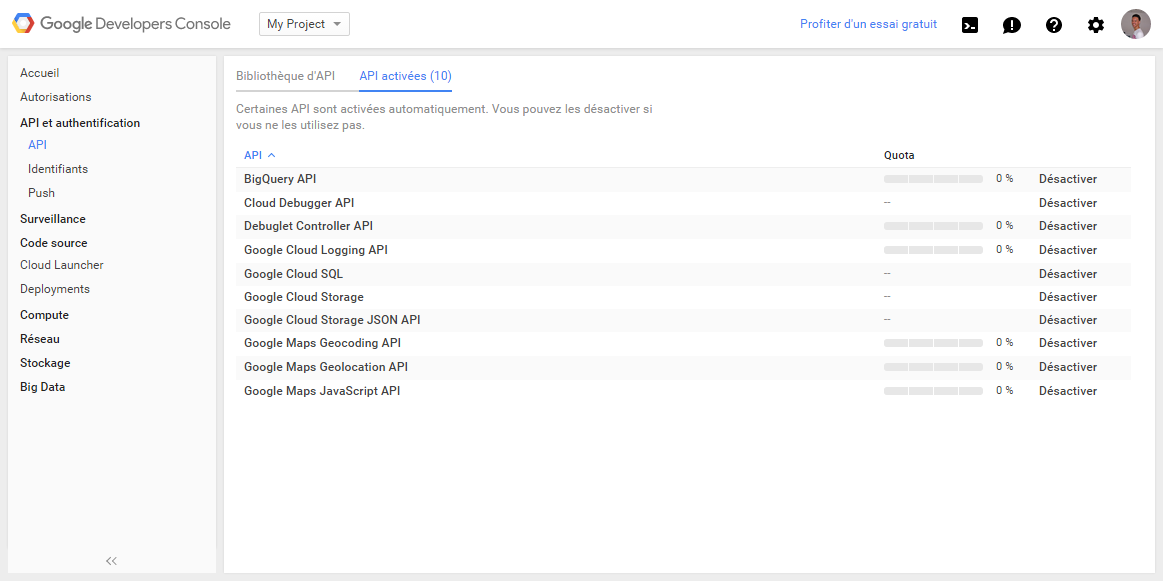 Google Developers Console
My Project
Profiter d'un essai gratuit
Accueil
Autorisations
API et authentification
API
Identifiants
Push
Surveillance
Code source
Cloud Launcher
Deployments
Compute
Réseau
Stockage
Big Data
Bibliothèque d'API
API activées (10)
Certaines API sont activées automatiquement. Vous pouvez les désactiver si
vous ne les utilisez pas.
API Quota
BigQuery API 0 % Désactiver
Cloud Debugger API -- Désactiver
Debuglet Controller API 0 % Désactiver
Google Cloud Logging API 0 % Désactiver
Google Cloud SQL -- Désactiver
Google Cloud Storage -- Désactiver
Google Cloud Storage JSON API -- Désactiver
Google Maps Geocoding API 0 % Désactiver
Google Maps Geolocation API 0 % Désactiver
Google Maps JavaScript API 0 % Désactiver